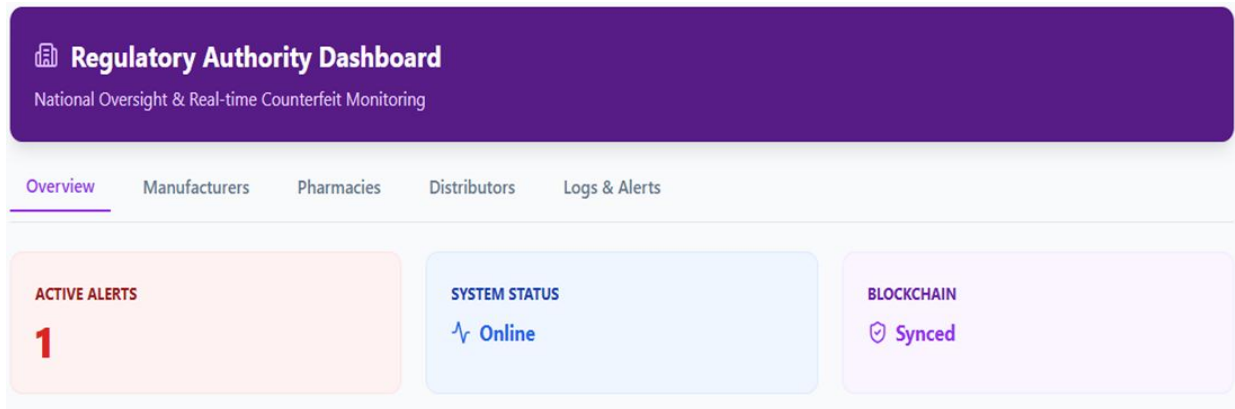 Regulatory Authority Dashboard
National Oversight & Real-time Counterfeit Monitoring
Overview Manufacturers Pharmacies Distributors Logs & Alerts
ACTIVE ALERTS
1
SYSTEM STATUS
Online
BLOCKCHAIN
Synced